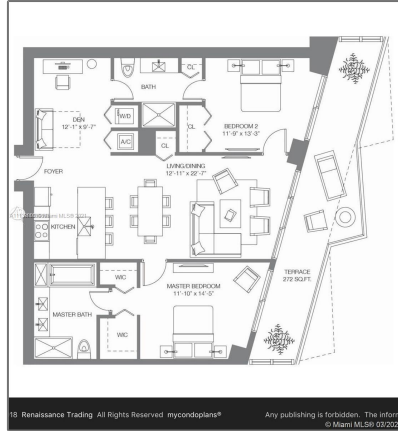 CL
BATH
DEN
12'-1" x 9'-7"
W/D
A/C
CL
CL
BEDROOM 2
11'-9" x 13'-3"
LIVING/DINING
12'-11" x 22'-7"
FOYER
KITCHEN
WIC
MASTER BEDROOM
11'-10" x 14'-5"
TERRACE
272 SQ.FT.
MASTER BATH
WIC
18 Renaissance Trading All Rights Reserved mycondoplans® Any publishing is forbidden. The inform
© Miami MLS® 03/202